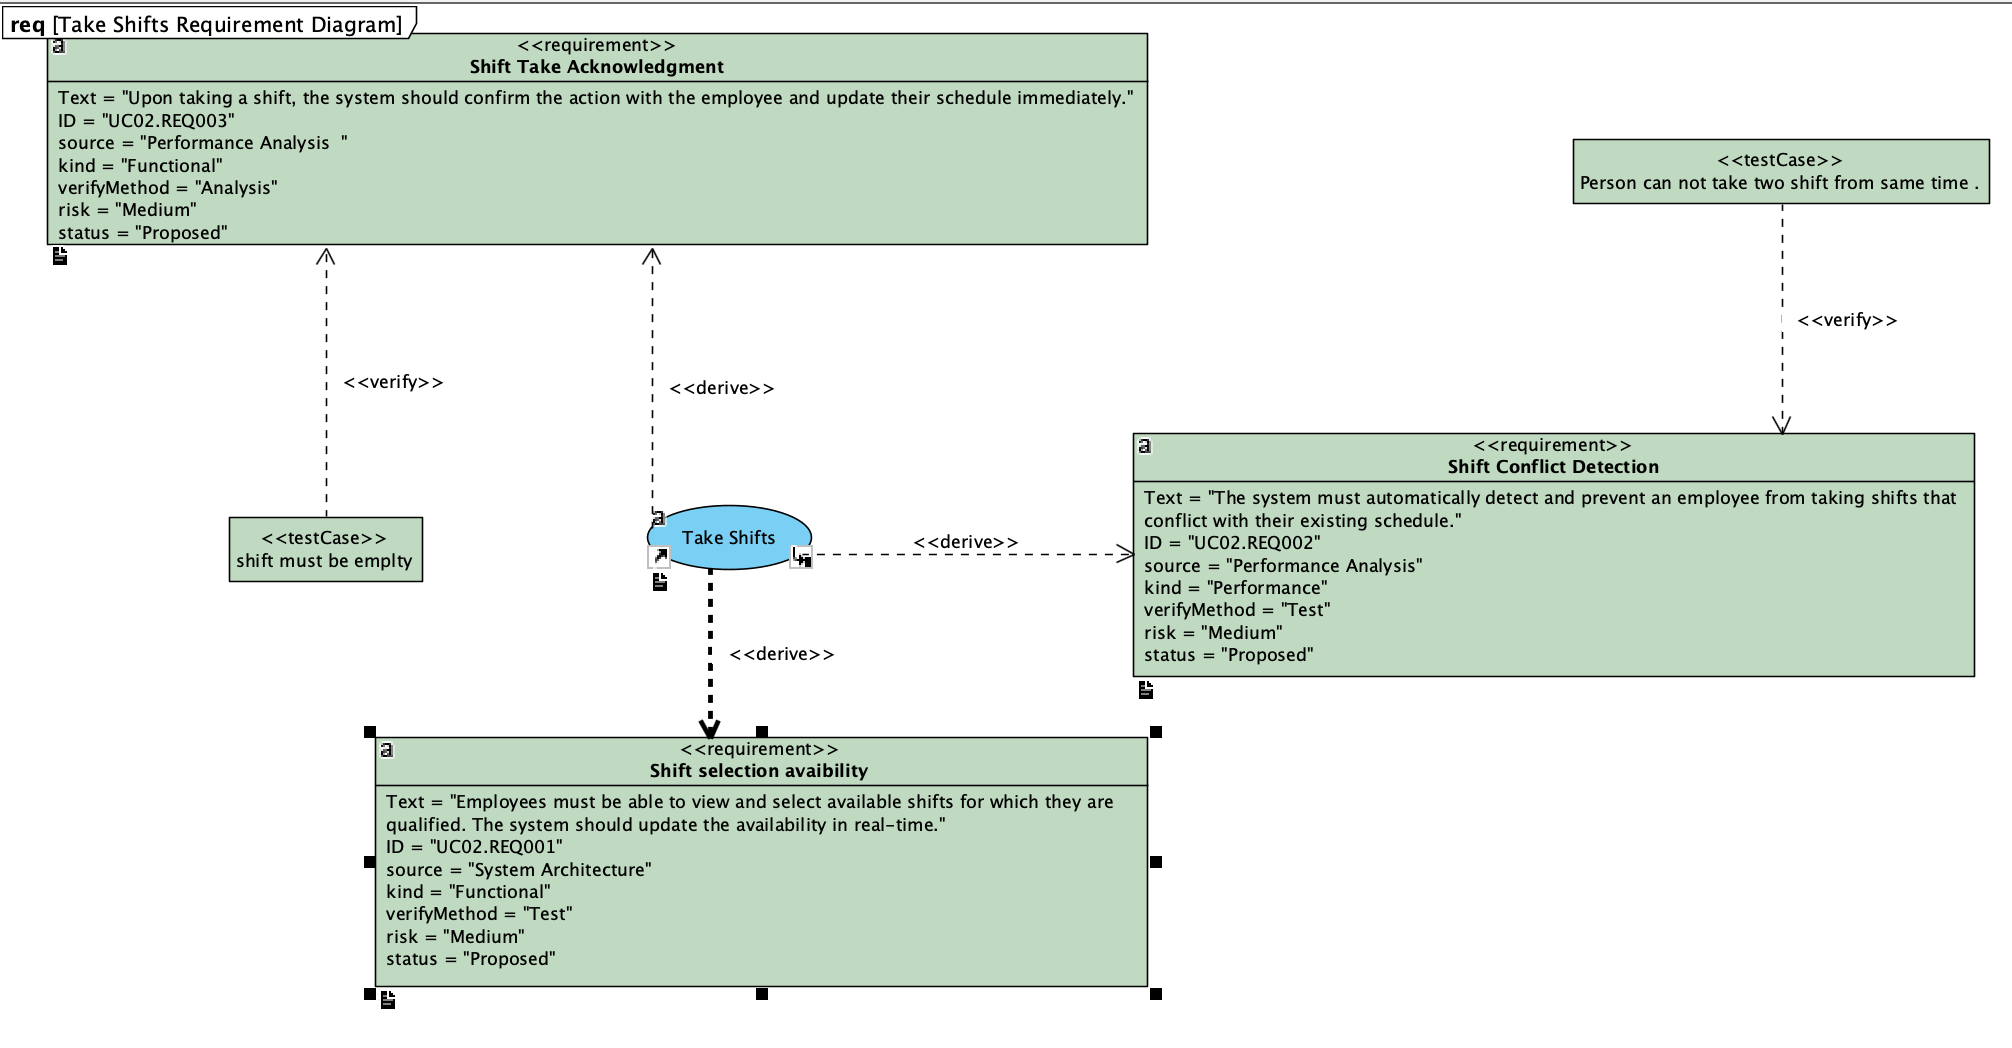 req [Take Shifts Requirement Diagram]
<<requirement>>
Shift Take Acknowledgment
Text = "Upon taking a shift, the system should confirm the action with the employee and update their schedule immediately."
ID = "UC02.REQ003"
source = "Performance Analysis  "
kind = "Functional"
verifyMethod = "Analysis"
risk = "Medium"
status = "Proposed"
<<testCase>>
Person can not take two shift from same time .
<<verify>>
<<verify>>
<<derive>>
<<testCase>>
shift must be emplty
Take Shifts
<<derive>>
<<derive>>
<<requirement>>
Shift Conflict Detection
Text = "The system must automatically detect and prevent an employee from taking shifts that
conflict with their existing schedule."
ID = "UC02.REQ002"
source = "Performance Analysis"
kind = "Performance"
verifyMethod = "Test"
risk = "Medium"
status = "Proposed"
<<requirement>>
Shift selection avaibility
Text = "Employees must be able to view and select available shifts for which they are
qualified. The system should update the availability in real-time."
ID = "UC02.REQ001"
source = "System Architecture"
kind = "Functional"
verifyMethod = "Test"
risk = "Medium"
status = "Proposed"